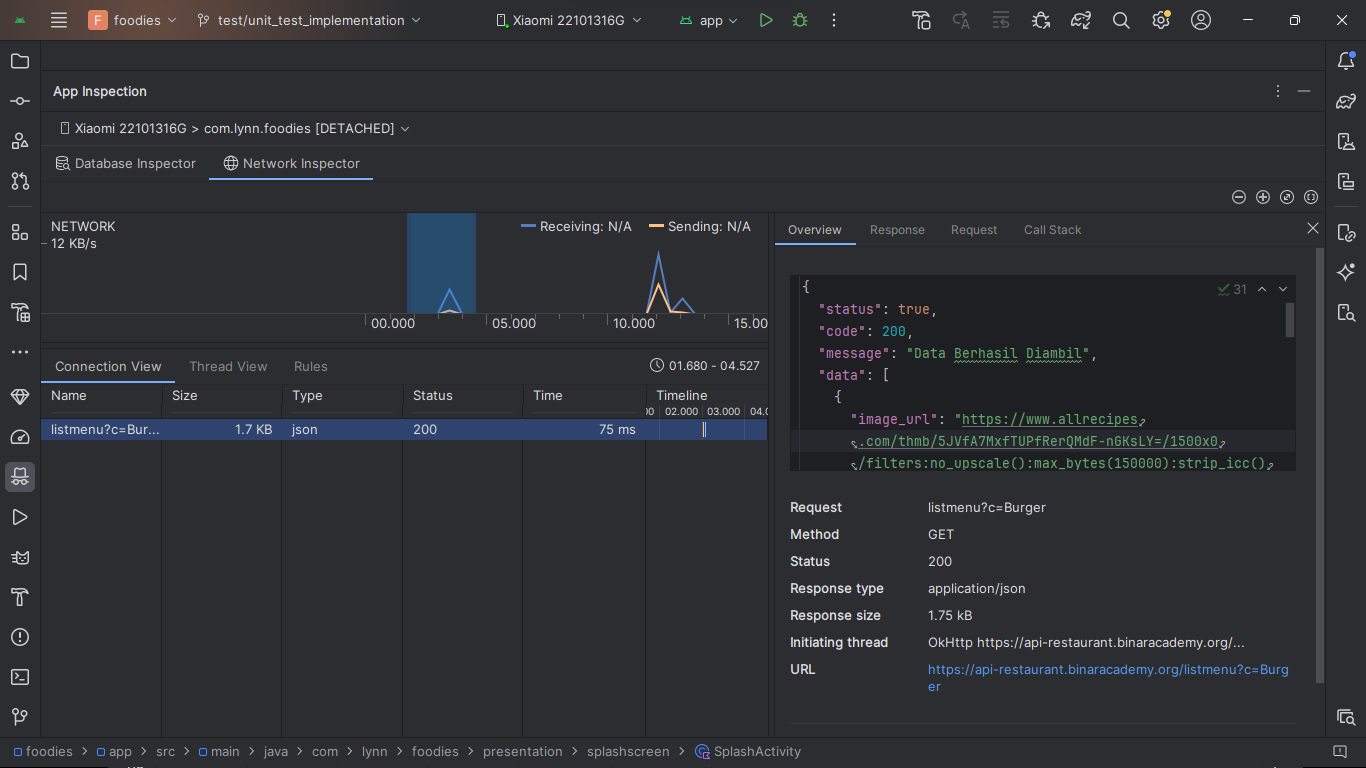 F foodies test/unit_test_implementation Xiaomi 22101316G app
App Inspection
Xiaomi 22101316G > com.lynn.foodies [DETACHED]
Database Inspector Network Inspector
NETWORK
12 KB/s
Receiving: N/A Sending: N/A
00.000 05.000 10.000 15.00
Connection View Thread View Rules 01.680 - 04.527
Name Size Type Status Time Timeline
00 02.000 03.000 04.0
listmenu?c=Bur... 1.7 KB json 200 75 ms
Overview Response Request Call Stack
31
{
"status": true,
"code": 200,
"message": "Data Berhasil Diambil",
"data": [
{
"image_url": "https://www.allrecipes
.com/thmb/5JVfA7MxfTUPfRerQMdF-nGKsLY=/1500x0
/filters:no_upscale():max_bytes(150000):strip_icc()
Request listmenu?c=Burger
Method GET
Status 200
Response type application/json
Response size 1.75 kB
Initiating thread OkHttp https://api-restaurant.binaracademy.org/...
URL https://api-restaurant.binaracademy.org/listmenu?c=Burg
er
foodies > app > src > main > java > com > lynn > foodies > presentation > splashscreen > SplashActivity